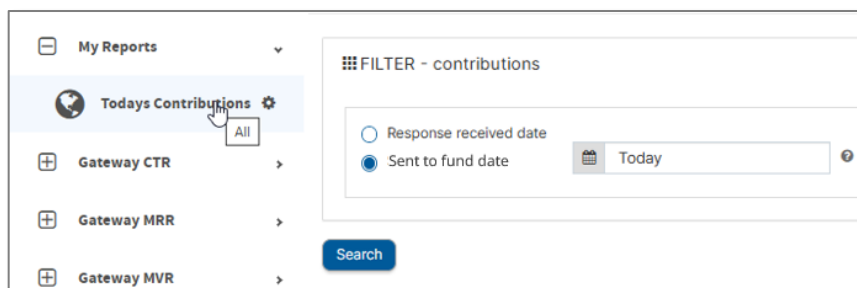 My Reports
Todays Contributions
All
Gateway CTR
Gateway MRR
Gateway MVR
FILTER - contributions
Response received date
Sent to fund date
Today
Search